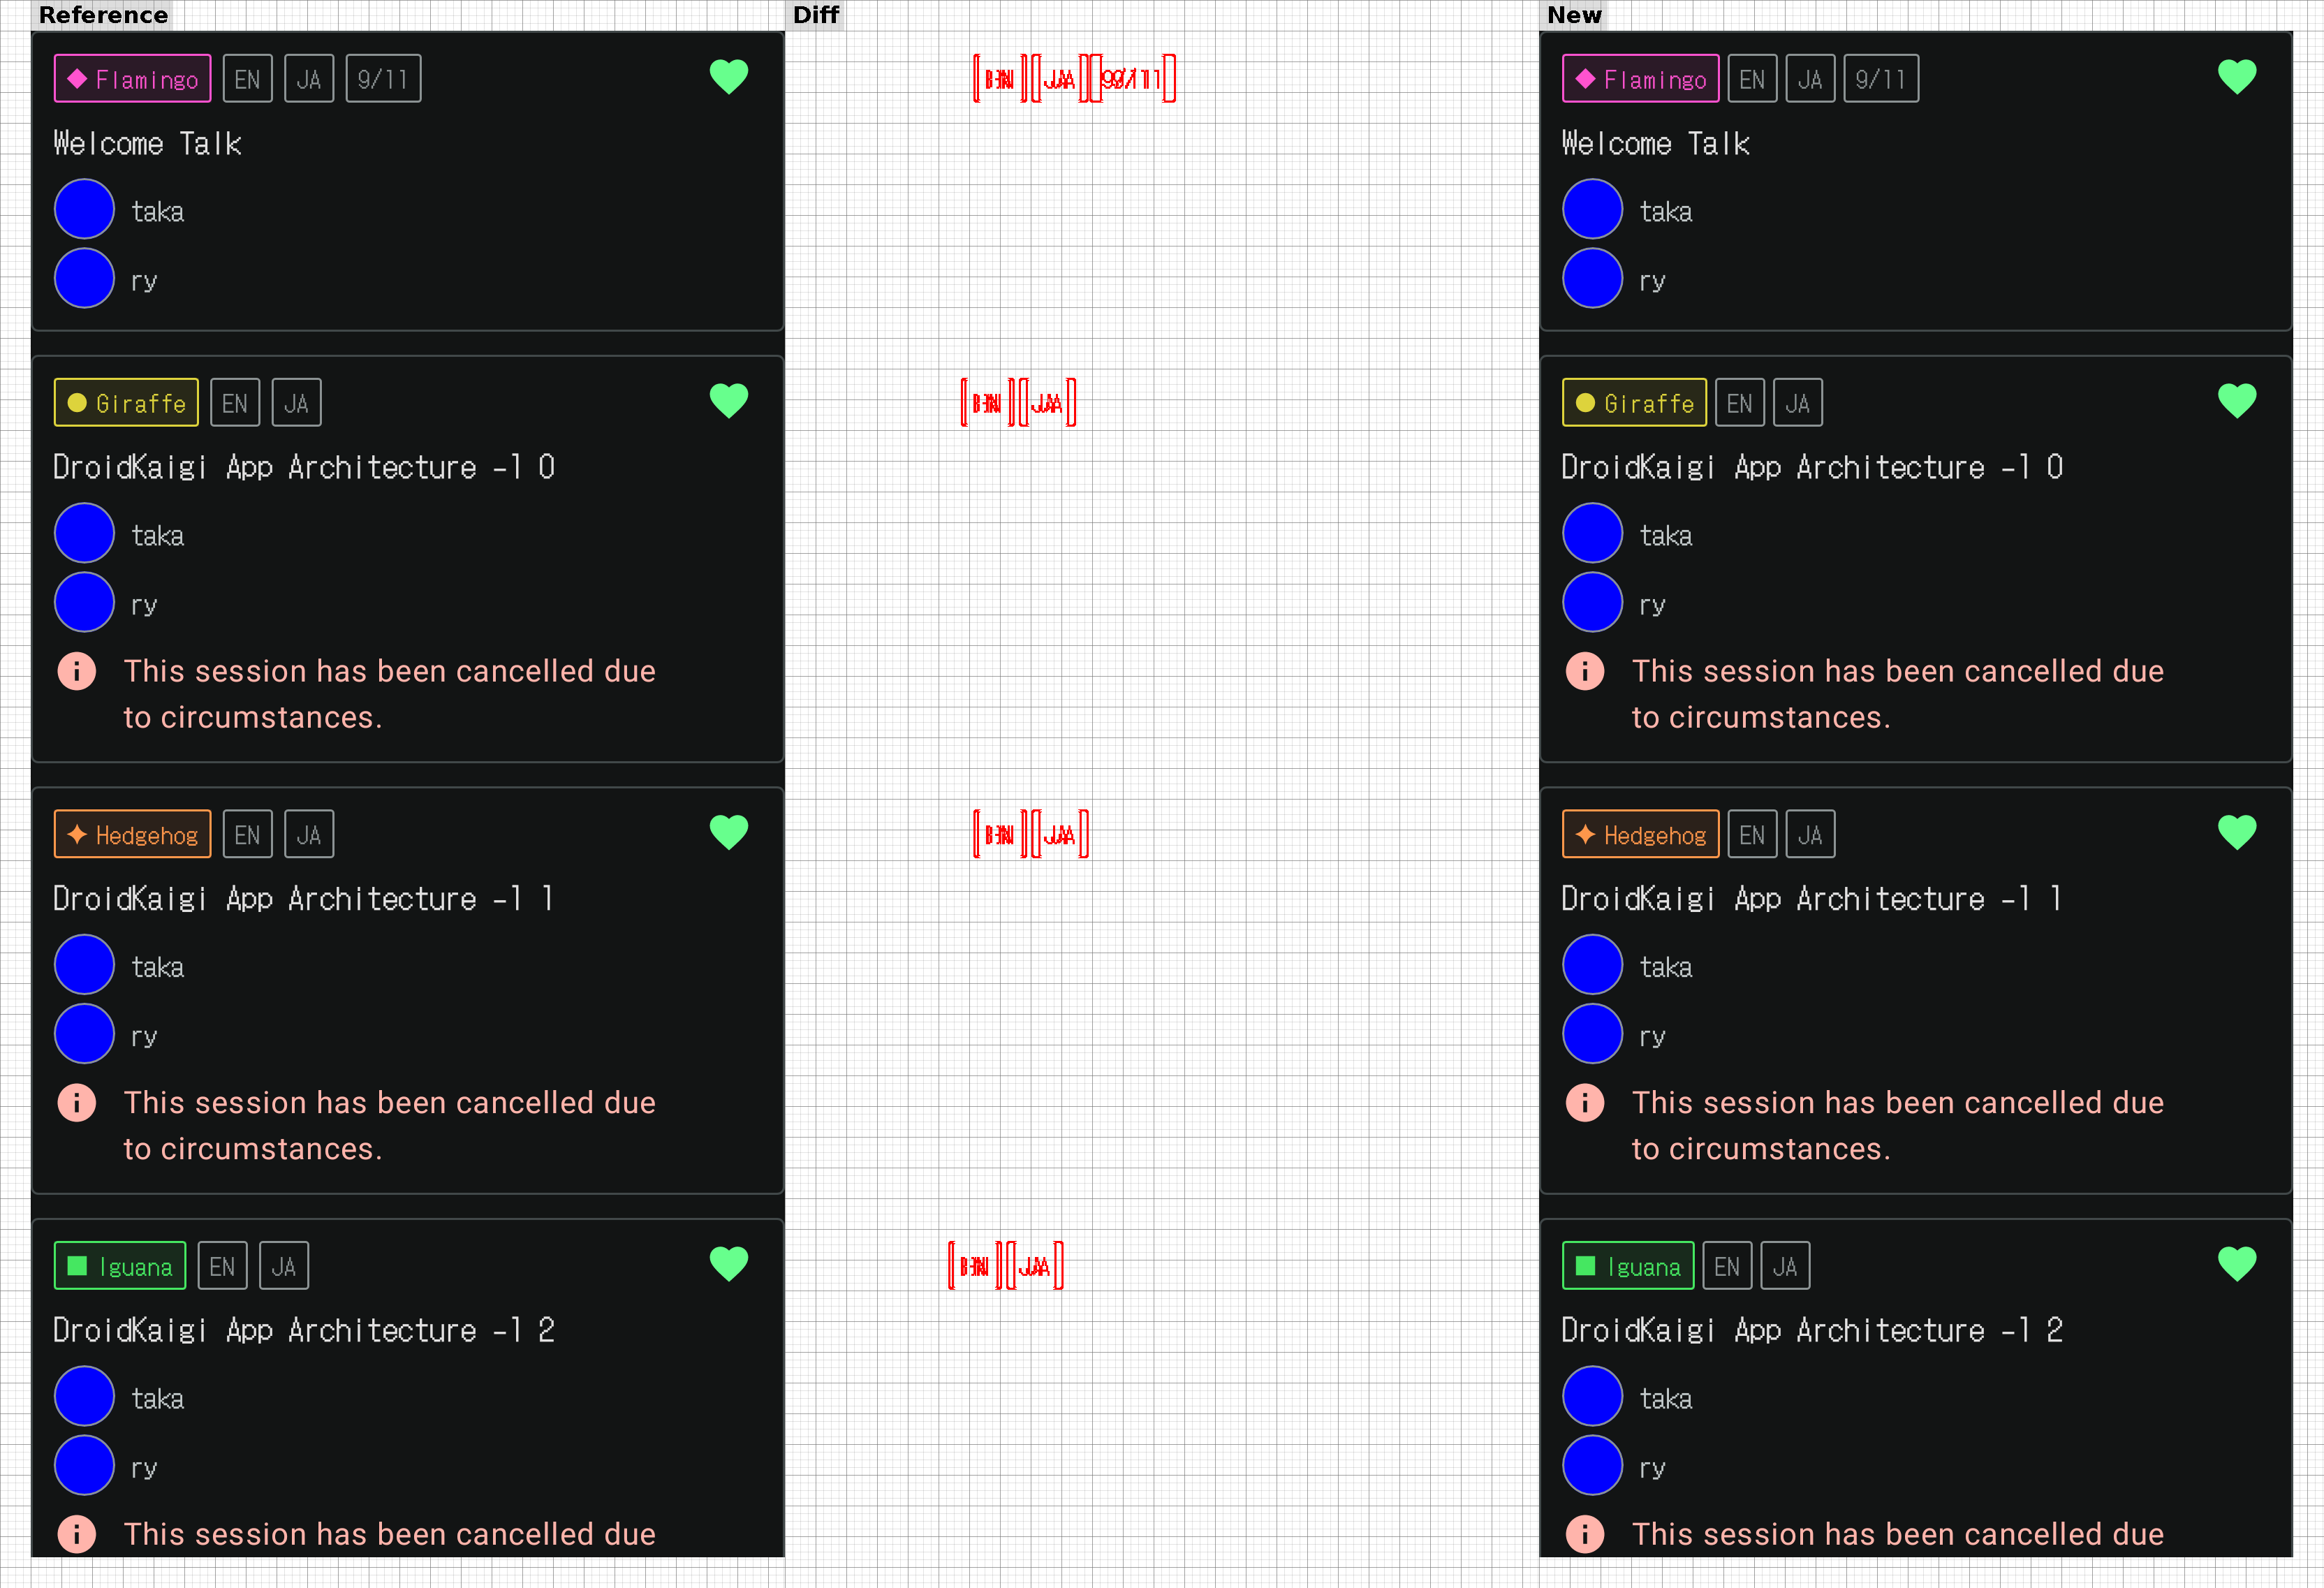 Reference
Diff
New
Flamingo EN JA 9/11
Welcome Talk
taka
ry
Giraffe EN JA
DroidKaigi App Architecture -1 0
taka
ry
This session has been cancelled due
to circumstances.
Hedgehog EN JA
DroidKaigi App Architecture -1 1
taka
ry
This session has been cancelled due
to circumstances.
Iguana EN JA
DroidKaigi App Architecture -1 2
taka
ry
This session has been cancelled due
Flamingo EN JA 9/11
Welcome Talk
taka
ry
Giraffe EN JA
DroidKaigi App Architecture -1 0
taka
ry
This session has been cancelled due
to circumstances.
Hedgehog EN JA
DroidKaigi App Architecture -1 1
taka
ry
This session has been cancelled due
to circumstances.
Iguana EN JA
DroidKaigi App Architecture -1 2
taka
ry
This session has been cancelled due